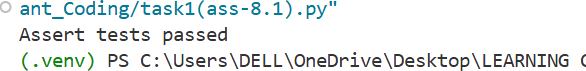 ant_Coding/task1(ass-8.1).py"
Assert tests passed
(.venv) PS C:\Users\DELL\OneDrive\Desktop\LEARNING